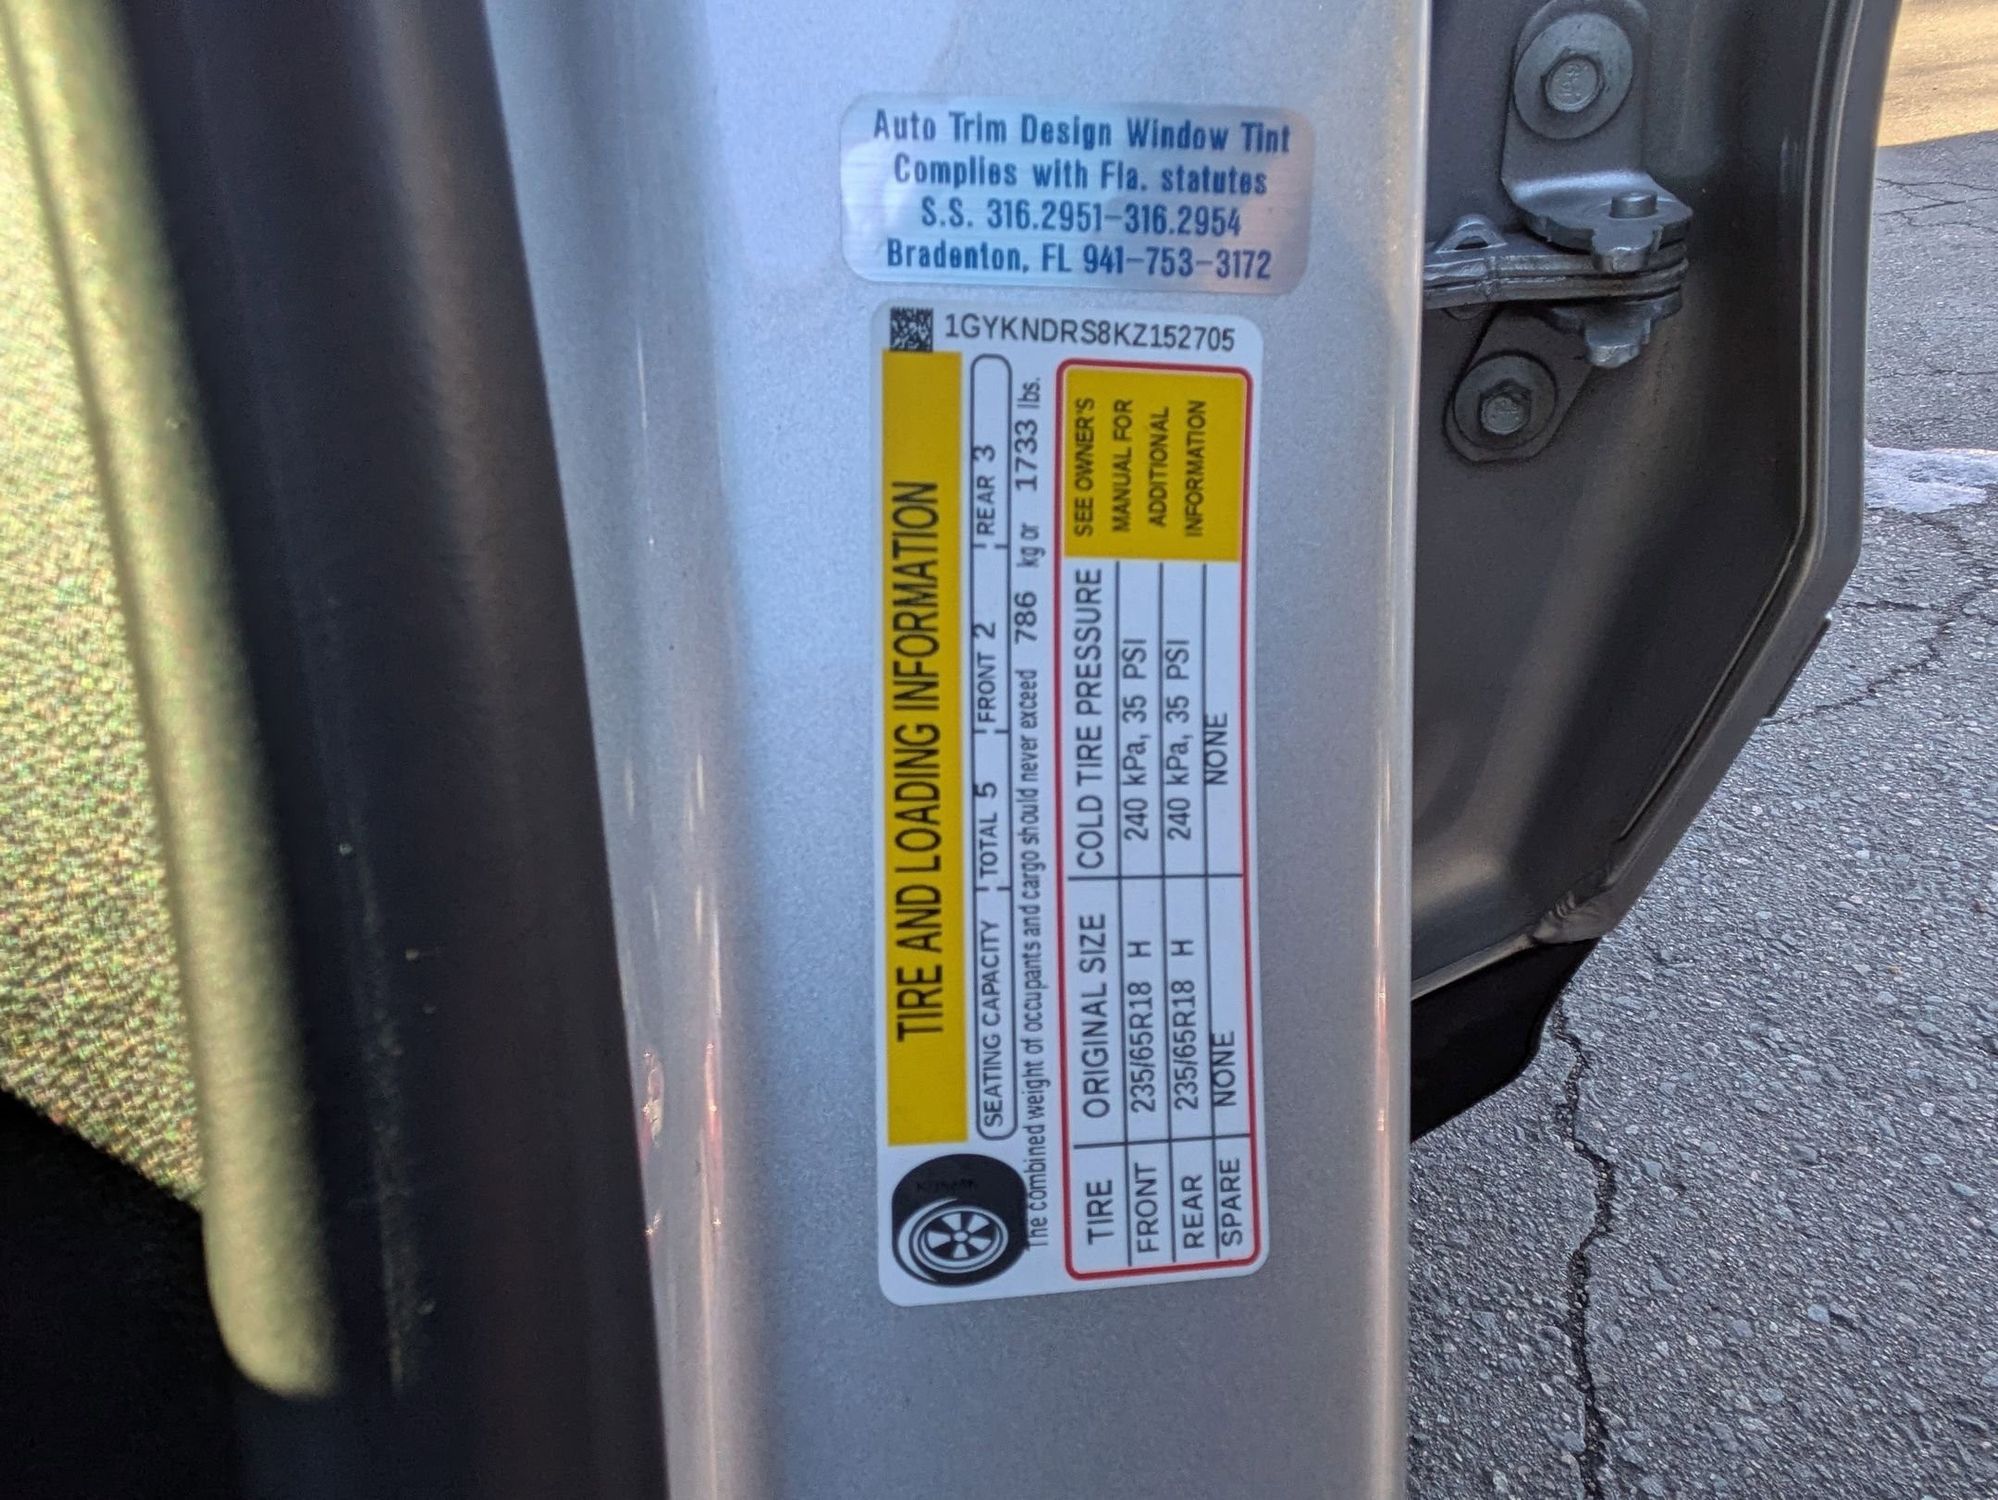 Auto Trim Design Window Tint
Complies with Fla. statutes
S.S. 316.2951-316.2954
Bradenton, FL 941-753-3172
1GYKNDRS8KZ152705
TIRE AND LOADING INFORMATION
SEATING CAPACITY TOTAL 5 FRONT 2 REAR 3
The combined weight of occupants and cargo should never exceed 786 kg or 1733 lbs.
TIRE ORIGINAL SIZE COLD TIRE PRESSURE
FRONT 235/65R18 H 240 kPa, 35 PSI
REAR 235/65R18 H 240 kPa, 35 PSI
SPARE NONE NONE
SEE OWNER'S
MANUAL FOR
ADDITIONAL
INFORMATION